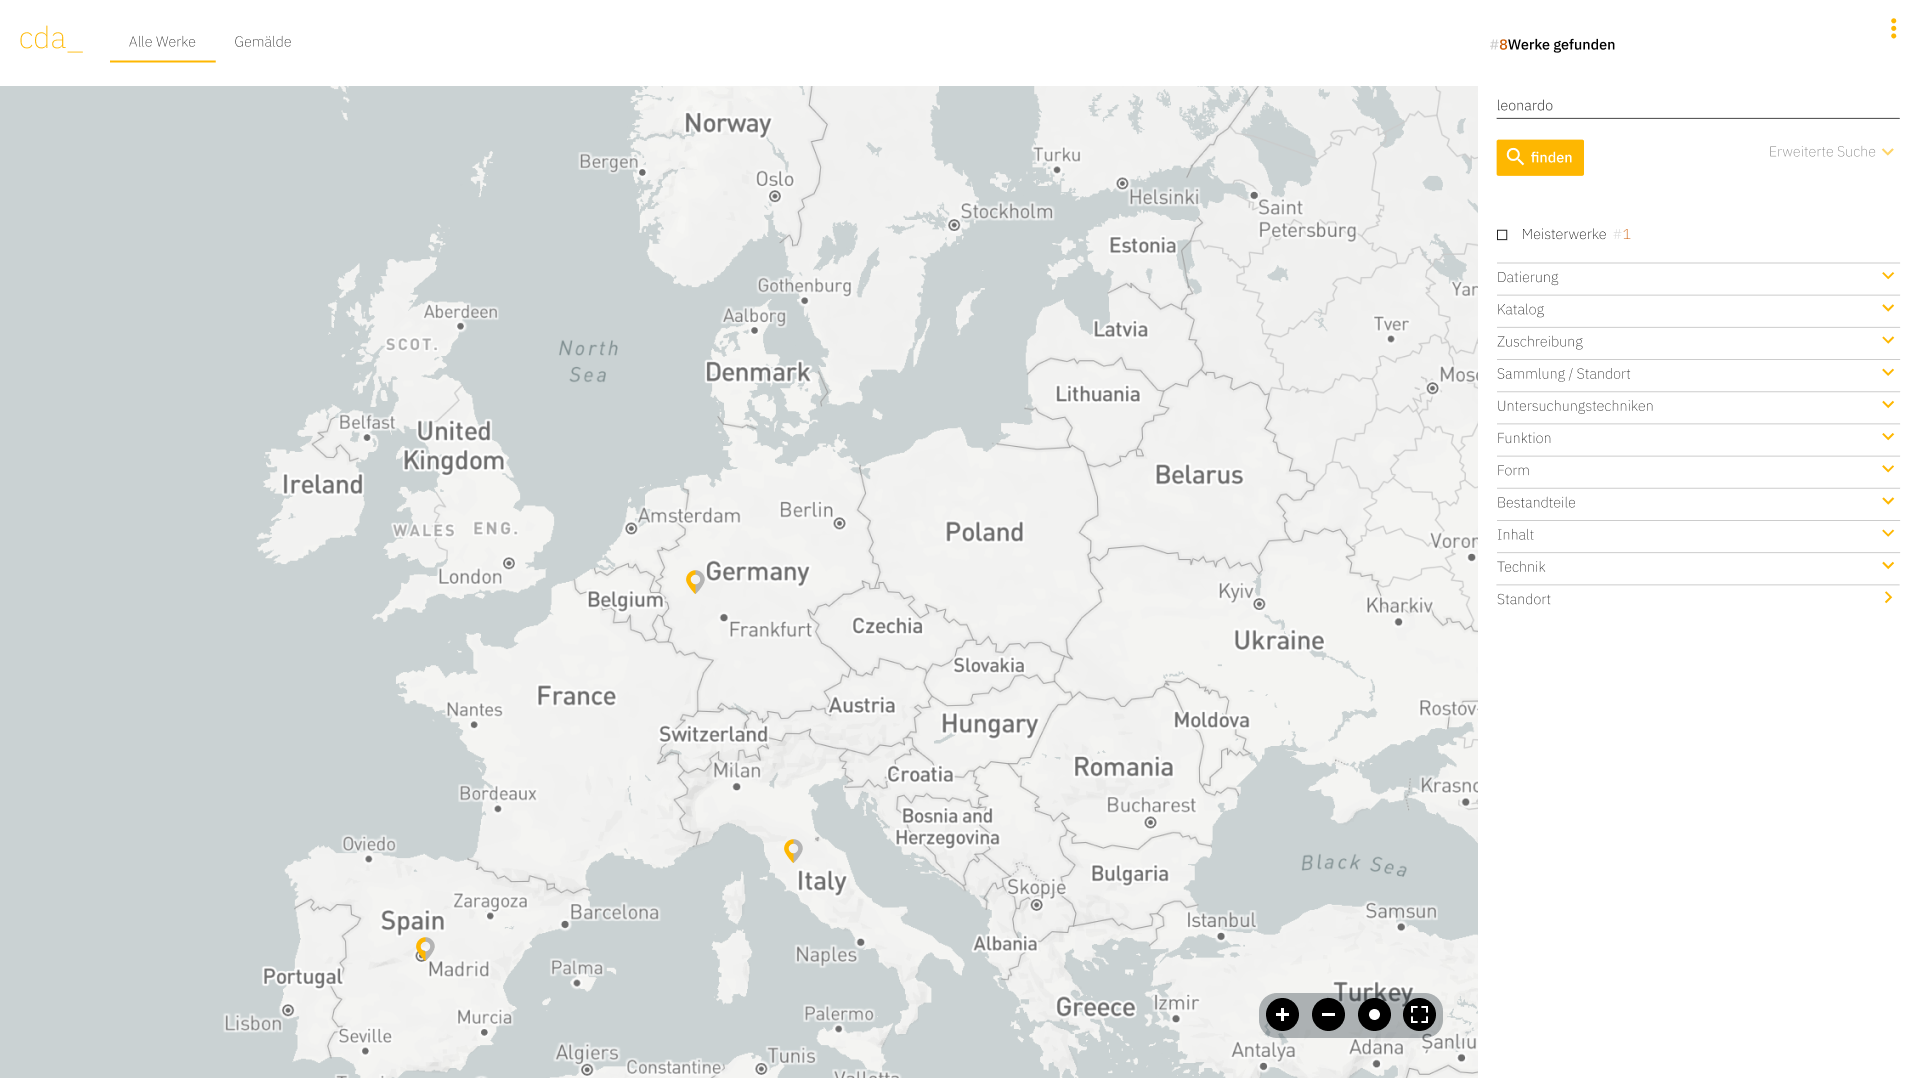 cda_
Alle Werke
Gemälde
#8Werke gefunden
leonardo
finden
Erweiterte Suche
Meisterwerke #1
Datierung
Katalog
Zuschreibung
Sammlung / Standort
Untersuchungstechniken
Funktion
Form
Bestandteile
Inhalt
Technik
Standort
Norway
Bergen
Oslo
Turku
Helsinki
Stockholm
Saint
Petersburg
Estonia
Gothenburg
Yar
Aberdeen
Aalborg
Latvia
Tver
SCOT.
North
Sea
Denmark
Lithuania
Mosc
Belfast
United
Kingdom
Ireland
Belarus
WALES
ENG.
Amsterdam
Berlin
Poland
Voror
London
Germany
Belgium
Kyiv
Kharkiv
Frankfurt
Czechia
Ukraine
Slovakia
France
Nantes
Austria
Rostov
Switzerland
Hungary
Moldova
Milan
Croatia
Romania
Krasno
Bordeaux
Bucharest
Bosnia and
Herzegovina
Oviedo
Black Sea
Italy
Bulgaria
Skopje
Zaragoza
Barcelona
Spain
Istanbul
Samsun
Albania
Naples
Madrid
Palma
Portugal
Turkey
Greece
Izmir
Lisbon
Murcia
Palermo
Seville
Algiers
Constantine
Tunis
Antalya
Adana
Şanlıu
Valletta